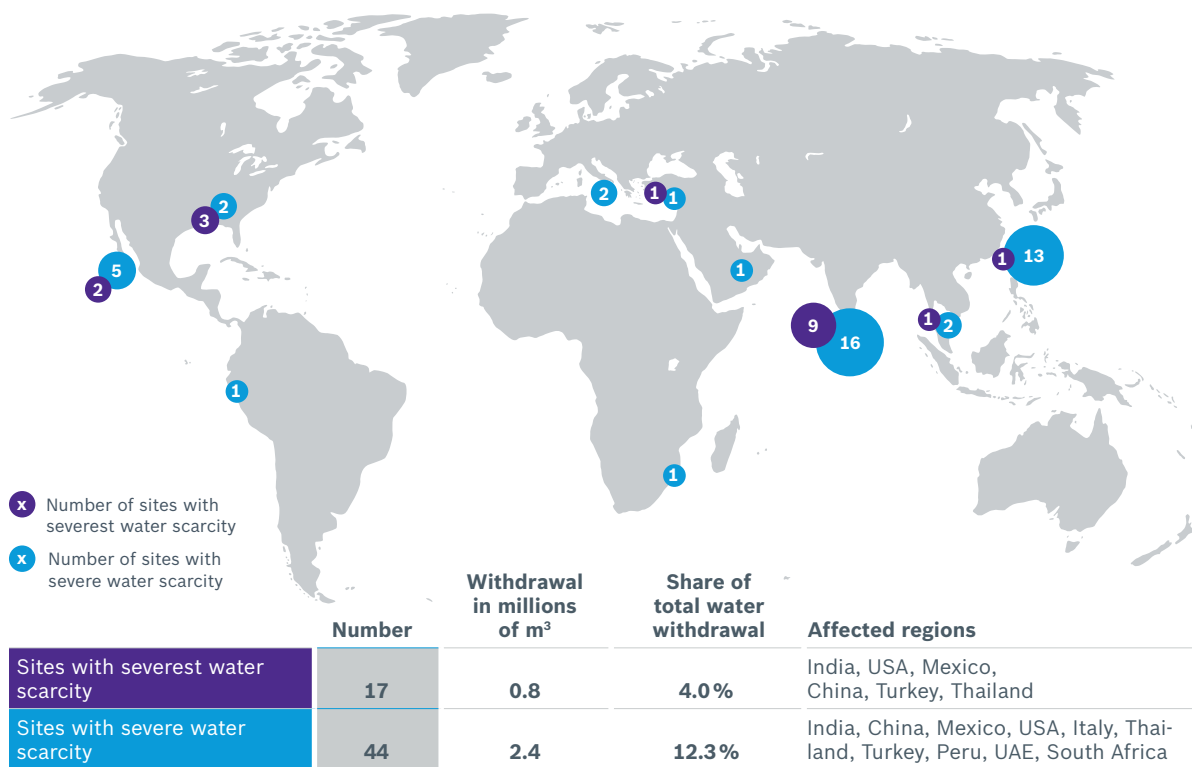 2
3
5
2
1
2
1
1
1
1
13
9
16
1
2
1
x Number of sites with
severest water scarcity
x Number of sites with
severe water scarcity
Number
Withdrawal
in millions
of m³
Share of
total water
withdrawal
Affected regions
Sites with severest water
scarcity
17
0.8
4.0 %
India, USA, Mexico,
China, Turkey, Thailand
Sites with severe water
scarcity
44
2.4
12.3 %
India, China, Mexico, USA, Italy, Thai-
land, Turkey, Peru, UAE, South Africa